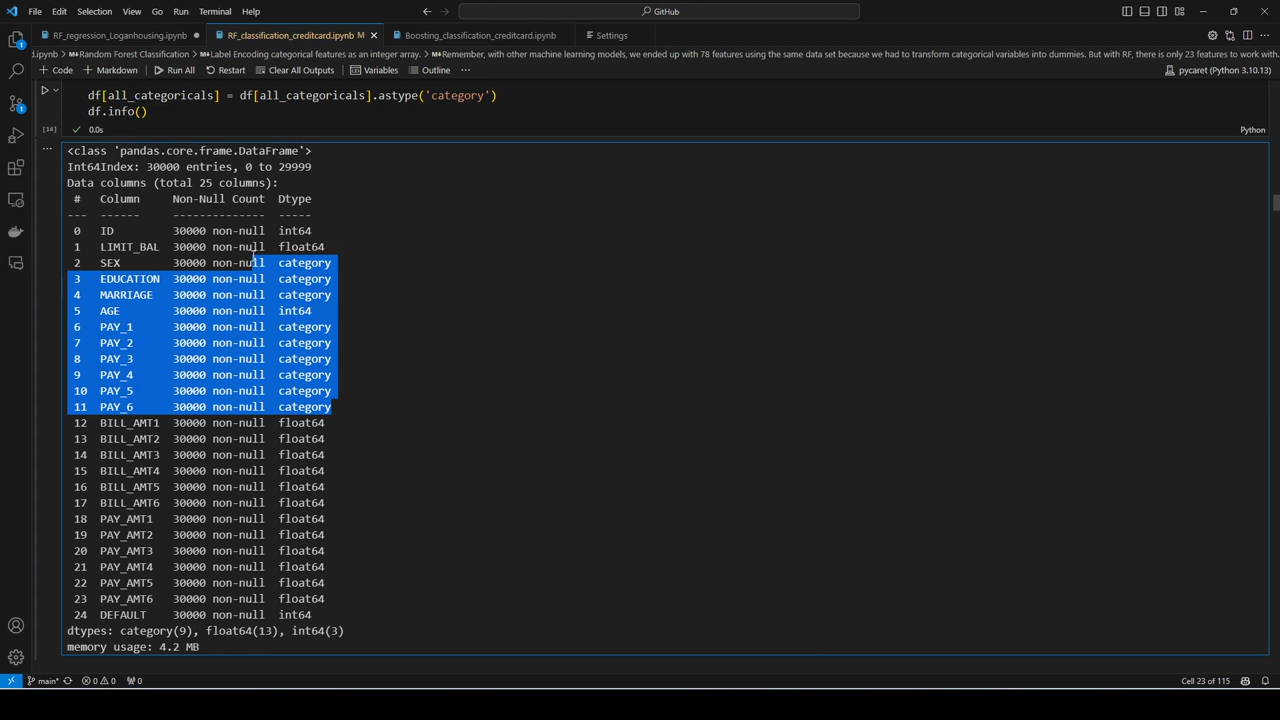 File Edit Selection View Go Run Terminal Help
GitHub
RF_regression_Loganhousing.ipynb
RF_classification_creditcard.ipynb M
Boosting_classification_creditcard.ipynb
Settings
d.ipynb > Random Forest Classification > Label Encoding categorical features as an integer array. > Remember, with other machine learning models, we ended up with 78 features using the same data set because we had to transform categorical variables into dummies. But with RF, there is only 23 features to work with.
+ Code + Markdown Run All Restart Clear All Outputs Variables Outline ...
pycaret (Python 3.10.13)
df[all_categoricals] = df[all_categoricals].astype('category')
df.info()
[14] 0.0s
Python
<class 'pandas.core.frame.DataFrame'>
Int64Index: 30000 entries, 0 to 29999
Data columns (total 25 columns):
# Column Non-Null Count Dtype
--- ------ -------------- -----
0 ID 30000 non-null int64
1 LIMIT_BAL 30000 non-null float64
2 SEX 30000 non-null category
3 EDUCATION 30000 non-null category
4 MARRIAGE 30000 non-null category
5 AGE 30000 non-null int64
6 PAY_1 30000 non-null category
7 PAY_2 30000 non-null category
8 PAY_3 30000 non-null category
9 PAY_4 30000 non-null category
10 PAY_5 30000 non-null category
11 PAY_6 30000 non-null category
12 BILL_AMT1 30000 non-null float64
13 BILL_AMT2 30000 non-null float64
14 BILL_AMT3 30000 non-null float64
15 BILL_AMT4 30000 non-null float64
16 BILL_AMT5 30000 non-null float64
17 BILL_AMT6 30000 non-null float64
18 PAY_AMT1 30000 non-null float64
19 PAY_AMT2 30000 non-null float64
20 PAY_AMT3 30000 non-null float64
21 PAY_AMT4 30000 non-null float64
22 PAY_AMT5 30000 non-null float64
23 PAY_AMT6 30000 non-null float64
24 DEFAULT 30000 non-null int64
dtypes: category(9), float64(13), int64(3)
memory usage: 4.2 MB
main* 0 0 0
Cell 23 of 115